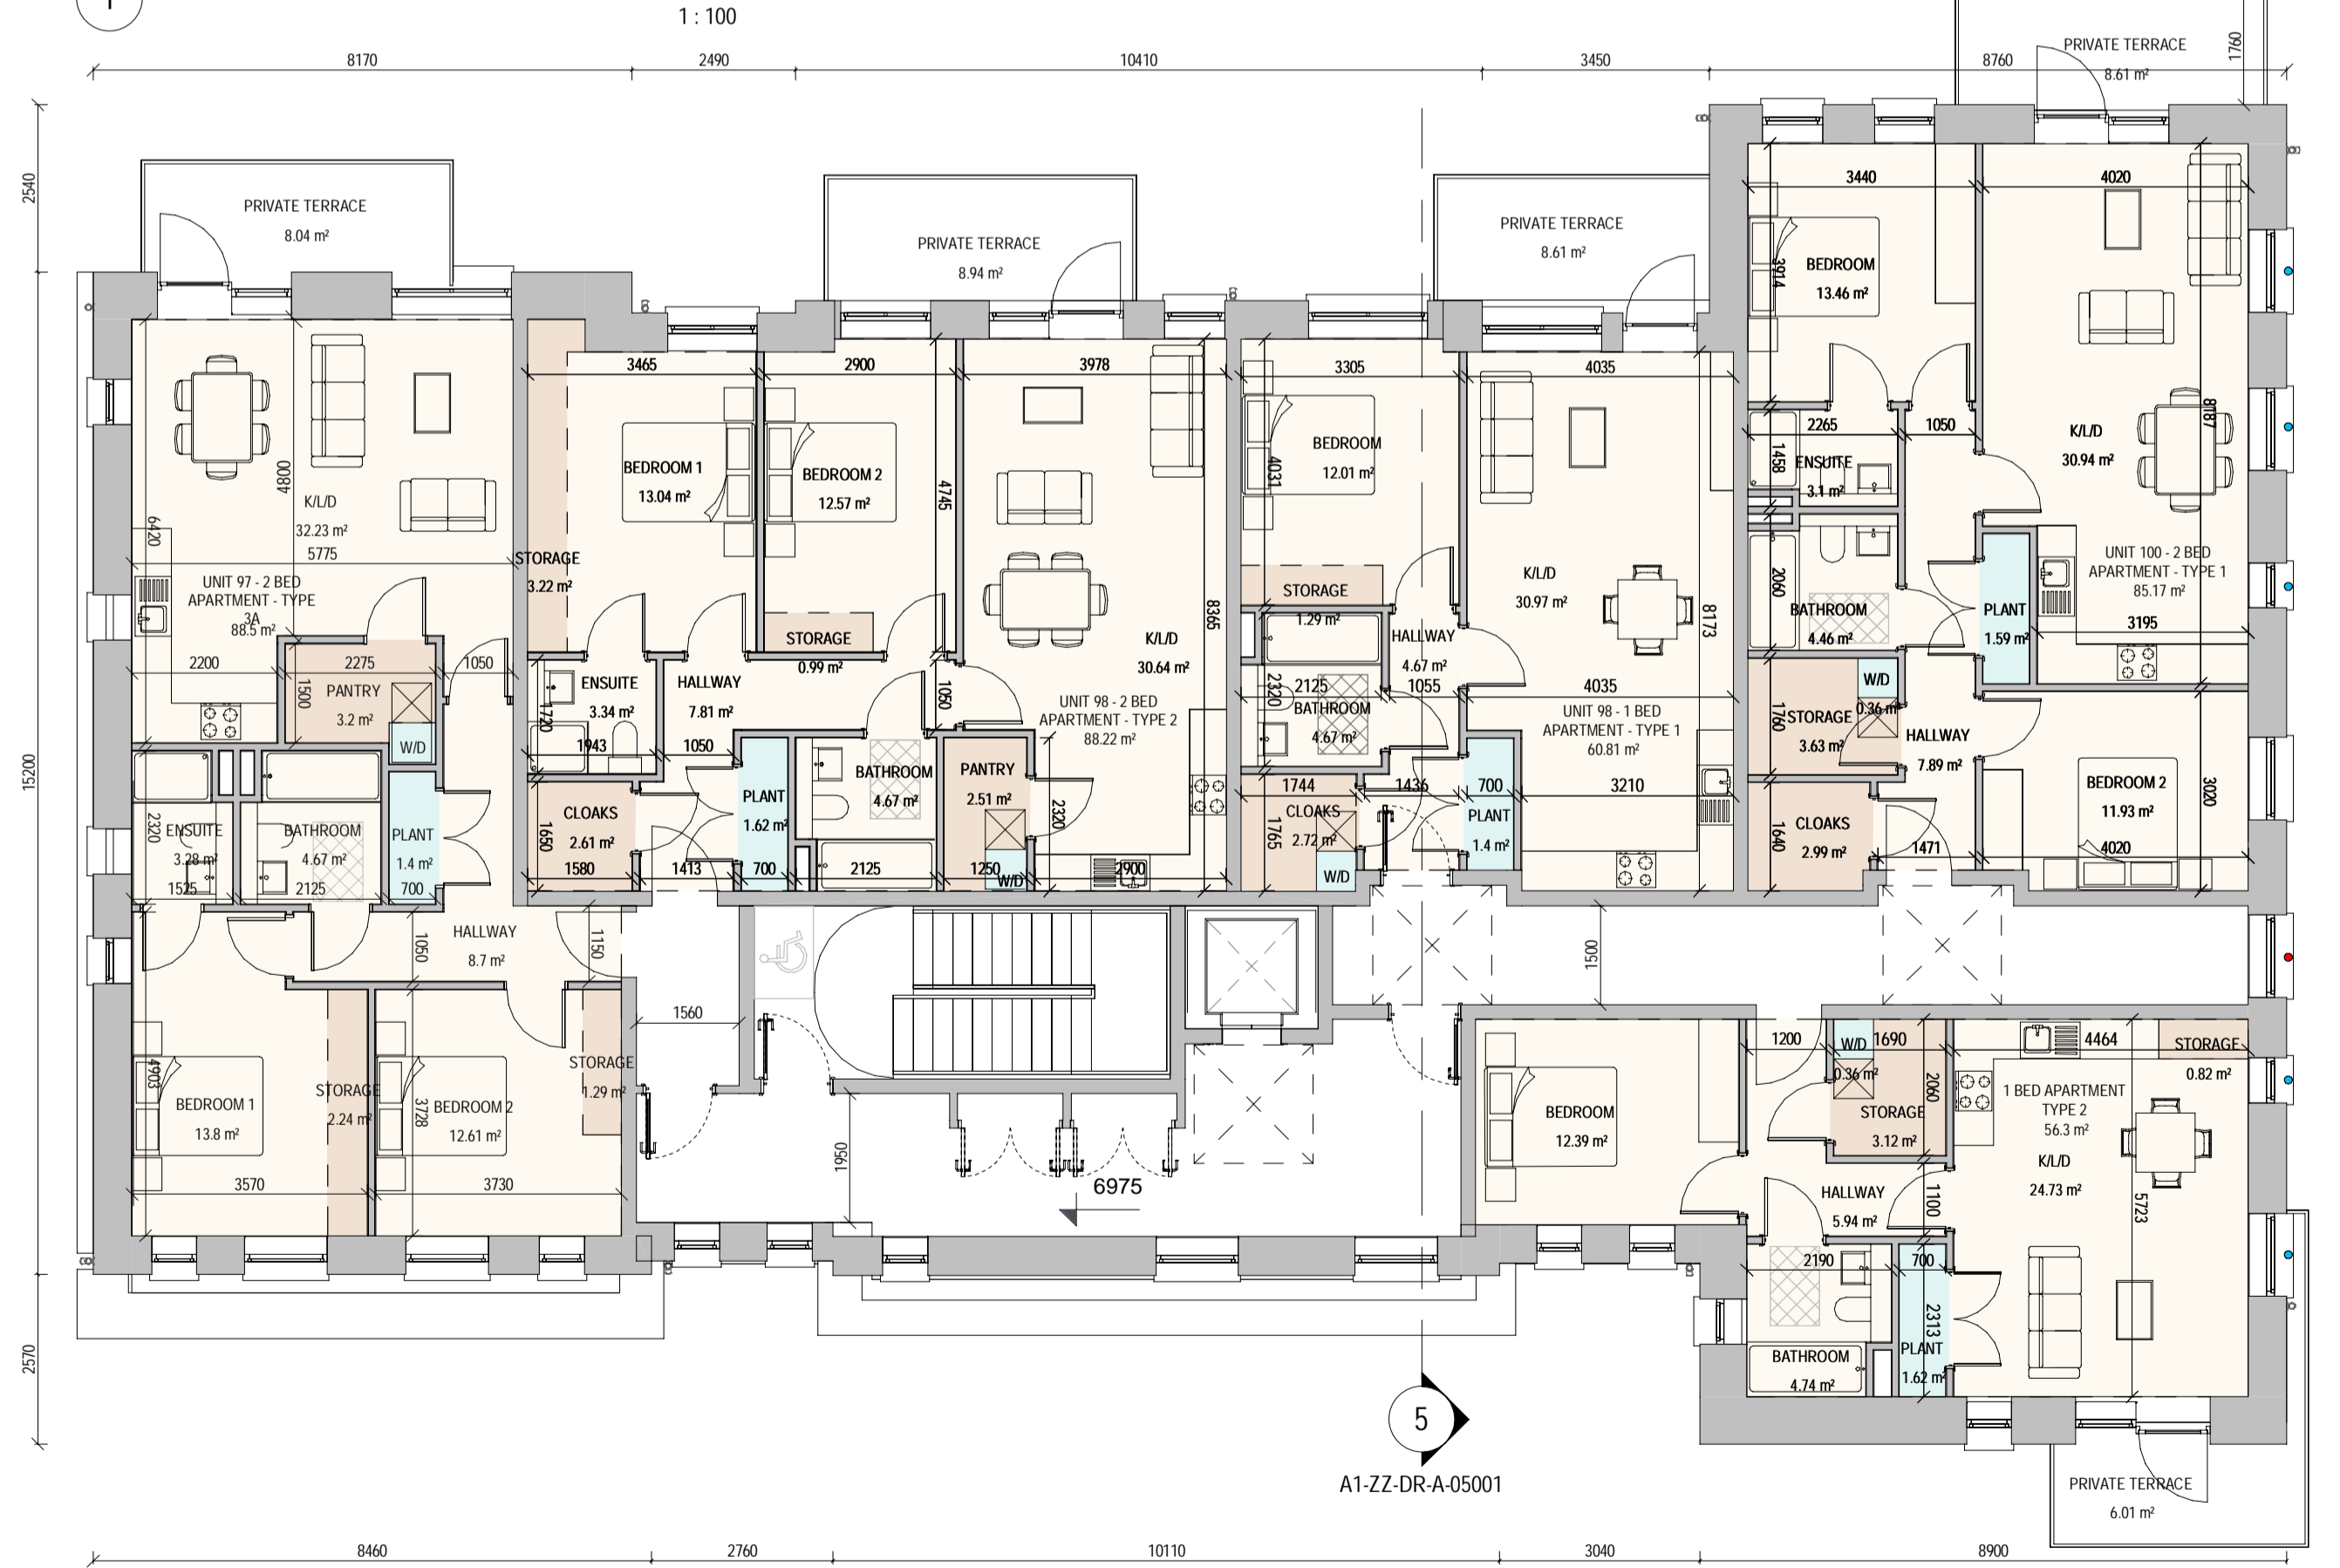 1 : 100
8170
2490
10410
3450
8760
1760
PRIVATE TERRACE
8.61 m²
2540
15200
2570
PRIVATE TERRACE
8.04 m²
PRIVATE TERRACE
8.94 m²
PRIVATE TERRACE
8.61 m²
K/L/D
32.23 m²
5775
4800
6420
UNIT 97 - 2 BED
APARTMENT - TYPE
3A
88.5 m²
2200
2275
1050
1500
PANTRY
3.2 m²
W/D
PLANT
1.4 m²
700
ENSUITE
3.28 m²
1525
2320
BATHROOM
4.67 m²
2125
HALLWAY
8.7 m²
1050
1150
BEDROOM 1
13.8 m²
4903
3570
STORAGE
2.24 m²
BEDROOM 2
12.61 m²
3728
3730
STORAGE
1.29 m²
3465
2900
3978
BEDROOM 1
13.04 m²
STORAGE
3.22 m²
BEDROOM 2
12.57 m²
4745
STORAGE
0.99 m²
ENSUITE
3.34 m²
1720
1943
HALLWAY
7.81 m²
1050
1050
CLOAKS
2.61 m²
1650
1580
1413
PLANT
1.62 m²
700
BATHROOM
4.67 m²
2125
PANTRY
2.51 m²
1250
W/D
2320
2900
8365
K/L/D
30.64 m²
UNIT 98 - 2 BED
APARTMENT - TYPE 2
88.22 m²
3305
4035
BEDROOM
12.01 m²
4031
STORAGE
1.29 m²
HALLWAY
4.67 m²
2125
1055
2320
BATHROOM
4.67 m²
1744
1436
700
3210
CLOAKS
2.72 m²
1765
W/D
PLANT
1.4 m²
K/L/D
30.97 m²
8173
4035
UNIT 98 - 1 BED
APARTMENT - TYPE 1
60.81 m²
3440
4020
BEDROOM
13.46 m²
3914
2265
1050
1458
ENSUITE
3.1 m²
2060
BATHROOM
4.46 m²
PLANT
1.59 m²
K/L/D
30.94 m²
8187
UNIT 100 - 2 BED
APARTMENT - TYPE 1
85.17 m²
3195
W/D
0.36 m²
STORAGE
3.63 m²
1760
HALLWAY
7.89 m²
CLOAKS
2.99 m²
1640
1471
BEDROOM 2
11.93 m²
3020
4020
1500
1560
1950
6975
BEDROOM
12.39 m²
1200
W/D
1690
0.36 m²
2060
STORAGE
3.12 m²
4464
STORAGE
0.82 m²
1 BED APARTMENT
TYPE 2
56.3 m²
K/L/D
24.73 m²
5723
HALLWAY
5.94 m²
1100
2190
700
2313
BATHROOM
4.74 m²
PLANT
1.62 m²
PRIVATE TERRACE
6.01 m²
5
A1-ZZ-DR-A-05001
8460
2760
10110
3040
8900